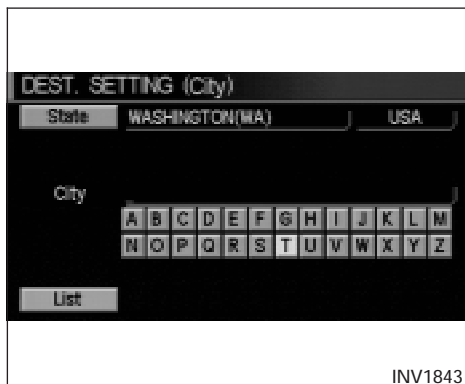 DEST. SETTING (City)
State WASHINGTON(WA) USA
City
A B C D E F G H I J K L M
N O P Q R S T U V W X Y Z
List
INV1843